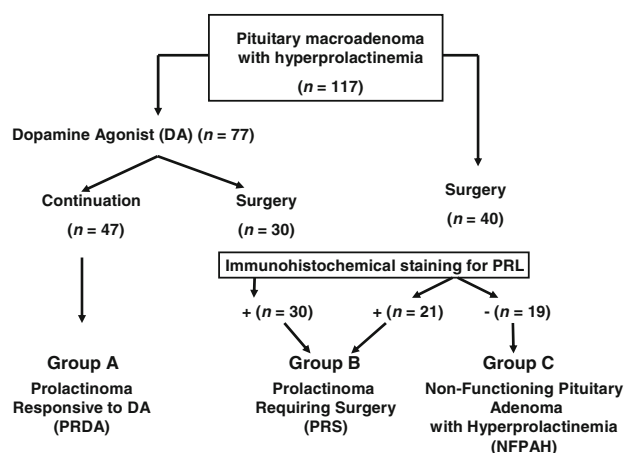 Pituitary macroadenoma
with hyperprolactinemia
(n = 117)
Dopamine Agonist (DA) (n = 77)
Continuation
(n = 47)
Surgery
(n = 30)
Surgery
(n = 40)
Immunohistochemical staining for PRL
+ (n = 30)
+ (n = 21)
- (n = 19)
Group A
Prolactinoma
Responsive to DA
(PRDA)
Group B
Prolactinoma
Requiring Surgery
(PRS)
Group C
Non-Functioning Pituitary
Adenoma
with Hyperprolactinemia
(NFPAH)